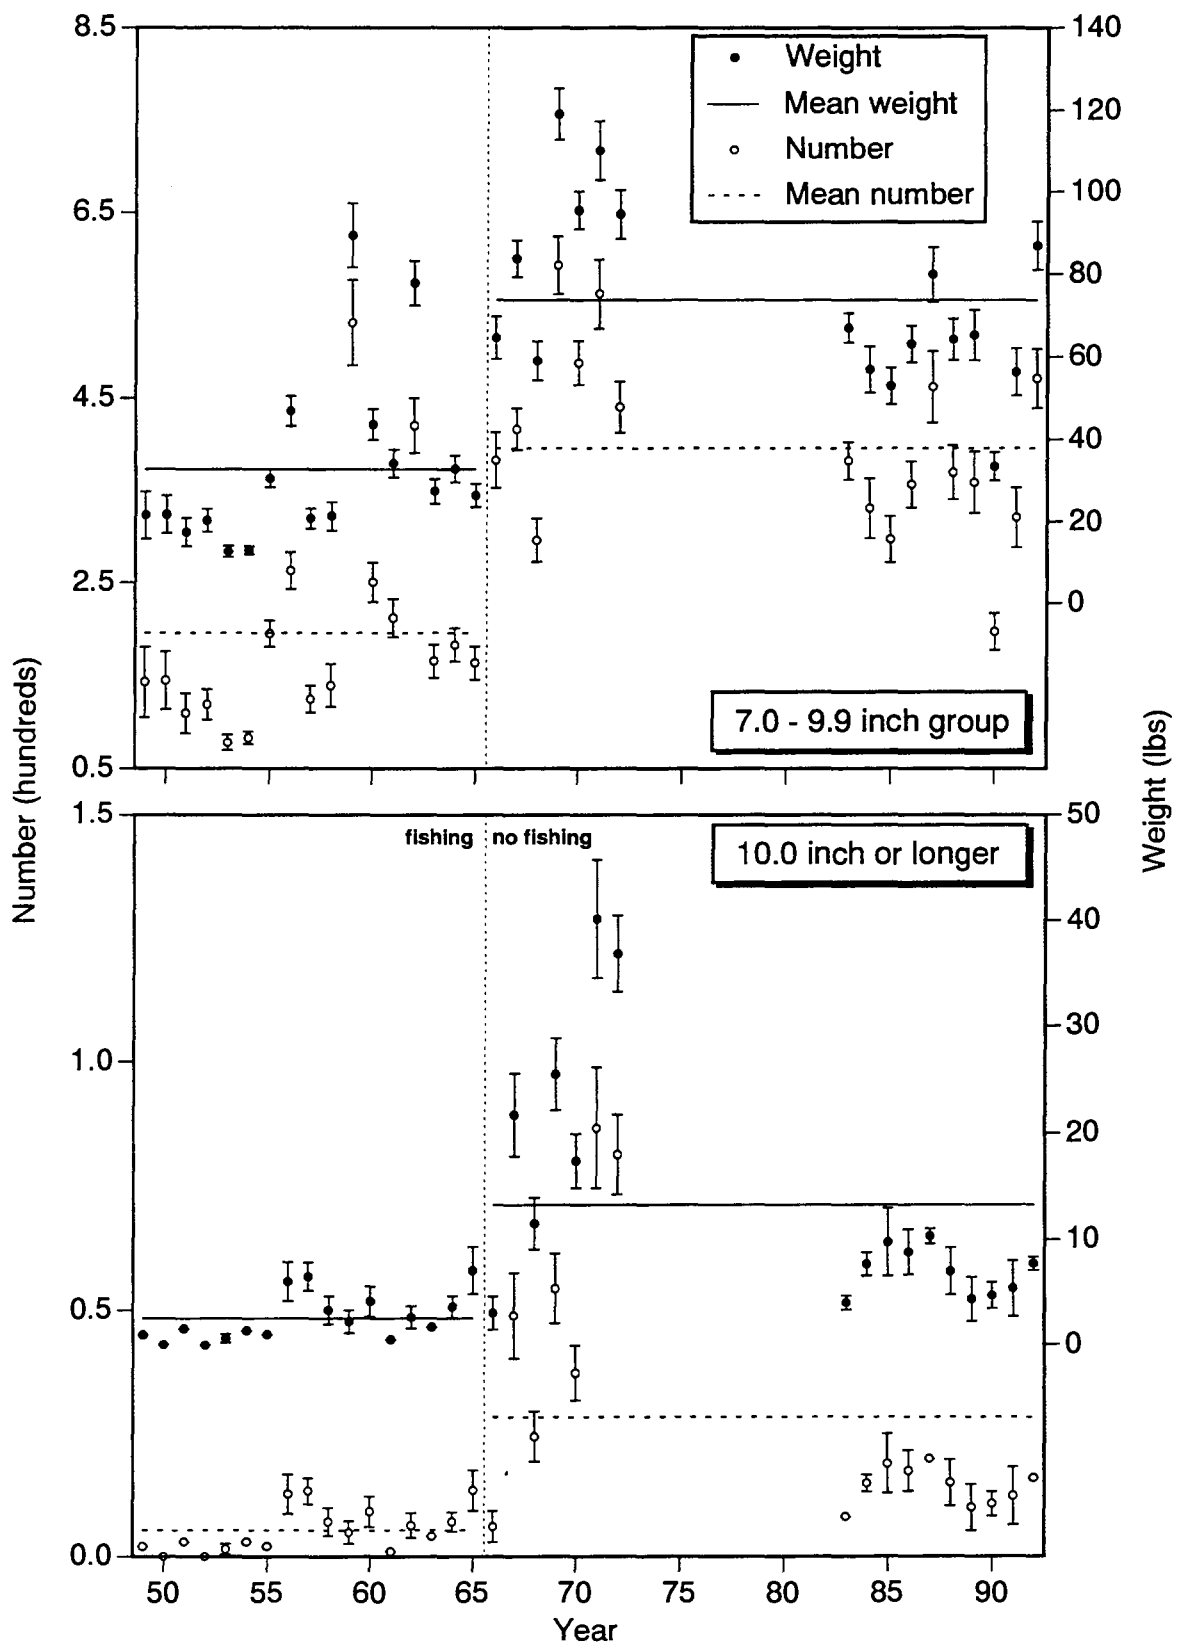 8.5
6.5
4.5
2.5
0.5
140
120
100
80
60
40
20
0
Weight
Mean weight
Number
Mean number
7.0 - 9.9 inch group
Number (hundreds)
Weight (lbs)
1.5
1.0
0.5
0.0
50
40
30
20
10
0
fishing
no fishing
10.0 inch or longer
50
55
60
65
70
75
80
85
90
Year